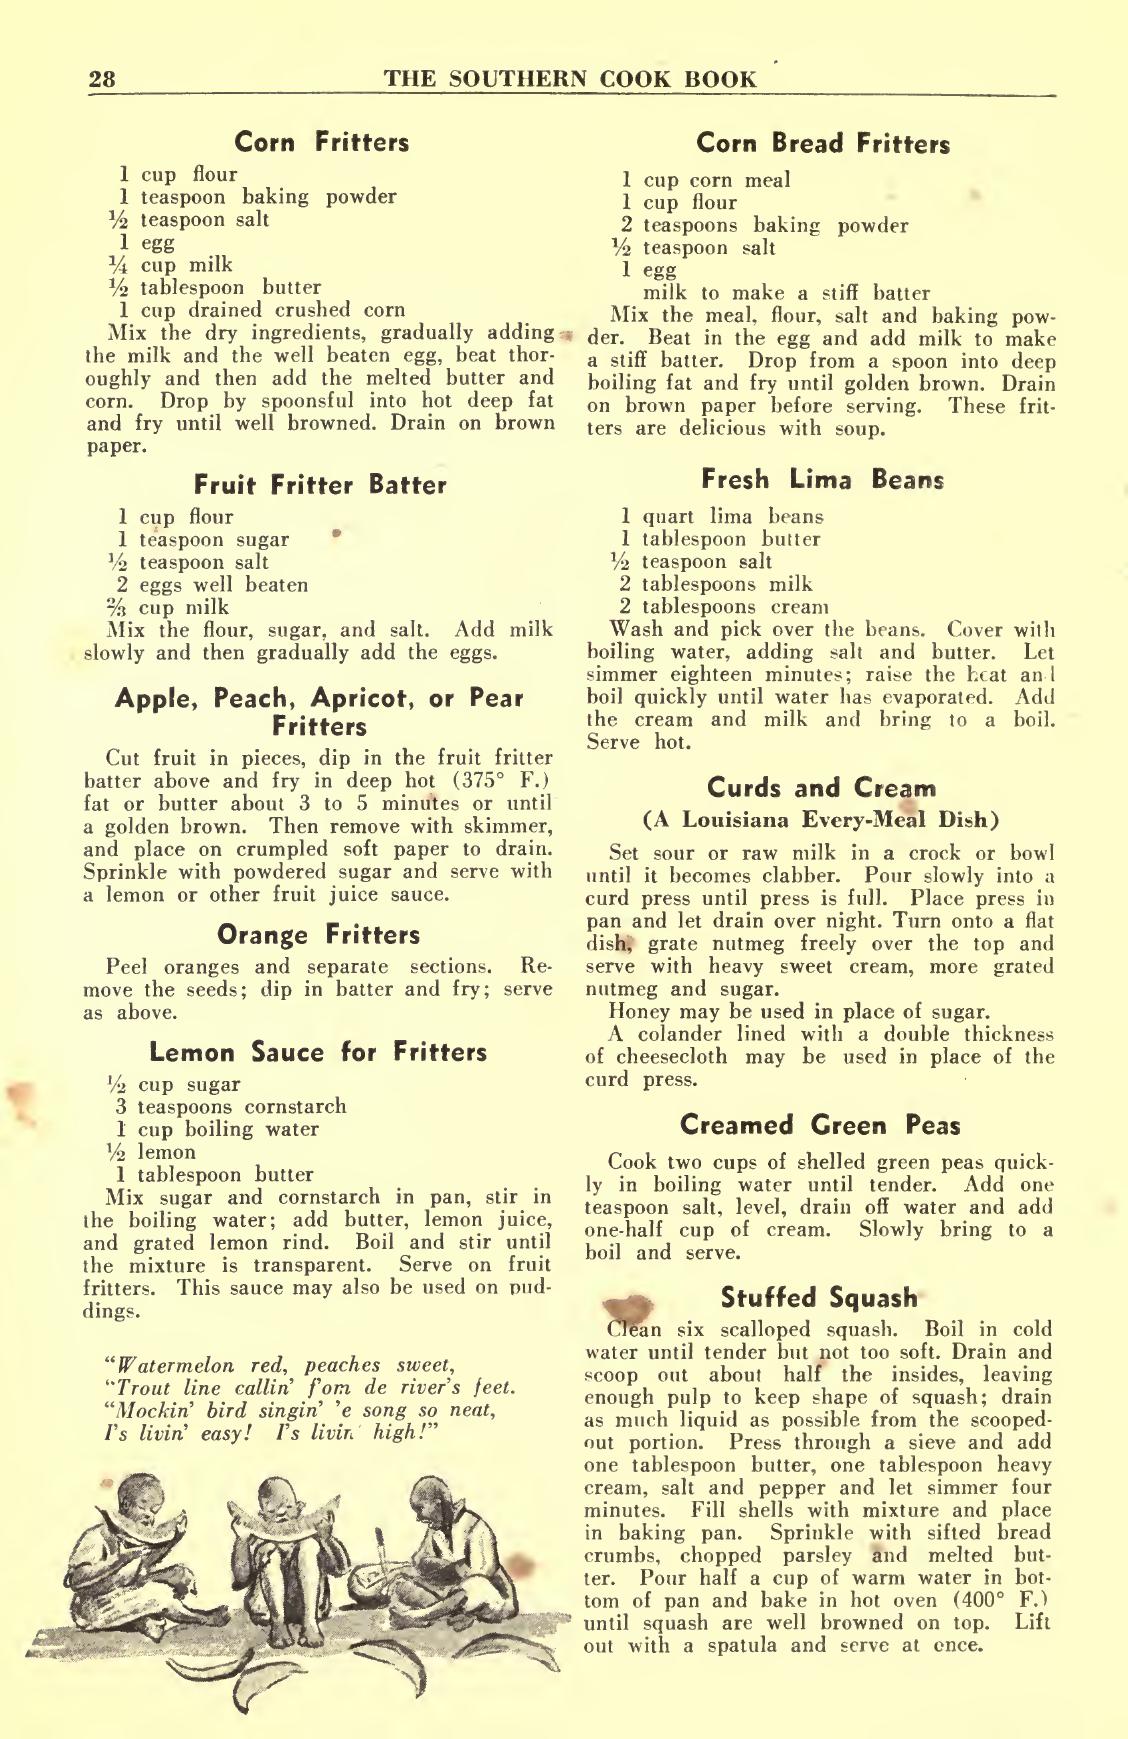 28
THE SOUTHERN COOK BOOK
Corn Fritters
1 cup flour
1 teaspoon baking powder
½ teaspoon salt
1 egg
¼ cup milk
½ tablespoon butter
1 cup drained crushed corn
Mix the dry ingredients, gradually adding
the milk and the well beaten egg, beat thor-
oughly and then add the melted butter and
corn. Drop by spoonsful into hot deep fat
and fry until well browned. Drain on brown
paper.
Fruit Fritter Batter
1 cup flour
1 teaspoon sugar
½ teaspoon salt
2 eggs well beaten
⅔ cup milk
Mix the flour, sugar, and salt. Add milk
slowly and then gradually add the eggs.
Apple, Peach, Apricot, or Pear
Fritters
Cut fruit in pieces, dip in the fruit fritter
batter above and fry in deep hot (375° F.)
fat or butter about 3 to 5 minutes or until
a golden brown. Then remove with skimmer,
and place on crumpled soft paper to drain.
Sprinkle with powdered sugar and serve with
a lemon or other fruit juice sauce.
Orange Fritters
Peel oranges and separate sections. Re-
move the seeds; dip in batter and fry; serve
as above.
Lemon Sauce for Fritters
½ cup sugar
3 teaspoons cornstarch
1 cup boiling water
½ lemon
1 tablespoon butter
Mix sugar and cornstarch in pan, stir in
the boiling water; add butter, lemon juice,
and grated lemon rind. Boil and stir until
the mixture is transparent. Serve on fruit
fritters. This sauce may also be used on pud-
dings.
“Watermelon red, peaches sweet,
“Trout line callin’ f’om de river’s feet.
“Mockin’ bird singin’ ’e song so neat,
I’s livin’ easy! I’s livin’ high!”
Corn Bread Fritters
1 cup corn meal
1 cup flour
2 teaspoons baking powder
½ teaspoon salt
1 egg
milk to make a stiff batter
Mix the meal, flour, salt and baking pow-
der. Beat in the egg and add milk to make
a stiff batter. Drop from a spoon into deep
boiling fat and fry until golden brown. Drain
on brown paper before serving. These frit-
ters are delicious with soup.
Fresh Lima Beans
1 quart lima beans
1 tablespoon butter
½ teaspoon salt
2 tablespoons milk
2 tablespoons cream
Wash and pick over the beans. Cover with
boiling water, adding salt and butter. Let
simmer eighteen minutes; raise the heat and
boil quickly until water has evaporated. Add
the cream and milk and bring to a boil.
Serve hot.
Curds and Cream
(A Louisiana Every-Meal Dish)
Set sour or raw milk in a crock or bowl
until it becomes clabber. Pour slowly into a
curd press until press is full. Place press in
pan and let drain over night. Turn onto a flat
dish, grate nutmeg freely over the top and
serve with heavy sweet cream, more grated
nutmeg and sugar.
Honey may be used in place of sugar.
A colander lined with a double thickness
of cheesecloth may be used in place of the
curd press.
Creamed Green Peas
Cook two cups of shelled green peas quick-
ly in boiling water until tender. Add one
teaspoon salt, level, drain off water and add
one-half cup of cream. Slowly bring to a
boil and serve.
Stuffed Squash
Clean six scalloped squash. Boil in cold
water until tender but not too soft. Drain and
scoop out about half the insides, leaving
enough pulp to keep shape of squash; drain
as much liquid as possible from the scooped-
out portion. Press through a sieve and add
one tablespoon butter, one tablespoon heavy
cream, salt and pepper and let simmer four
minutes. Fill shells with mixture and place
in baking pan. Sprinkle with sifted bread
crumbs, chopped parsley and melted but-
ter. Pour half a cup of warm water in bot-
tom of pan and bake in hot oven (400° F.)
until squash are well browned on top. Lift
out with a spatula and serve at once.